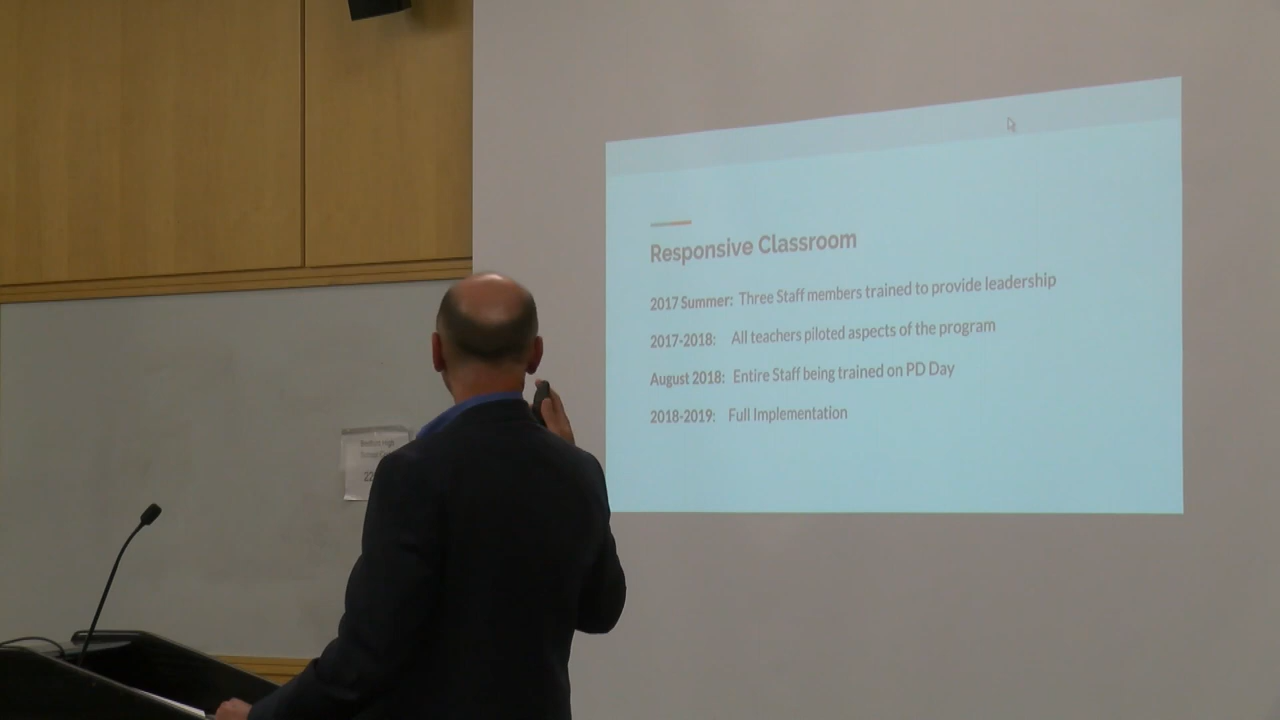 Responsive Classroom
2017 Summer: Three Staff members trained to provide leadership
2017-2018: All teachers piloted aspects of the program
August 2018: Entire Staff being trained on PD Day
2018-2019: Full Implementation
22